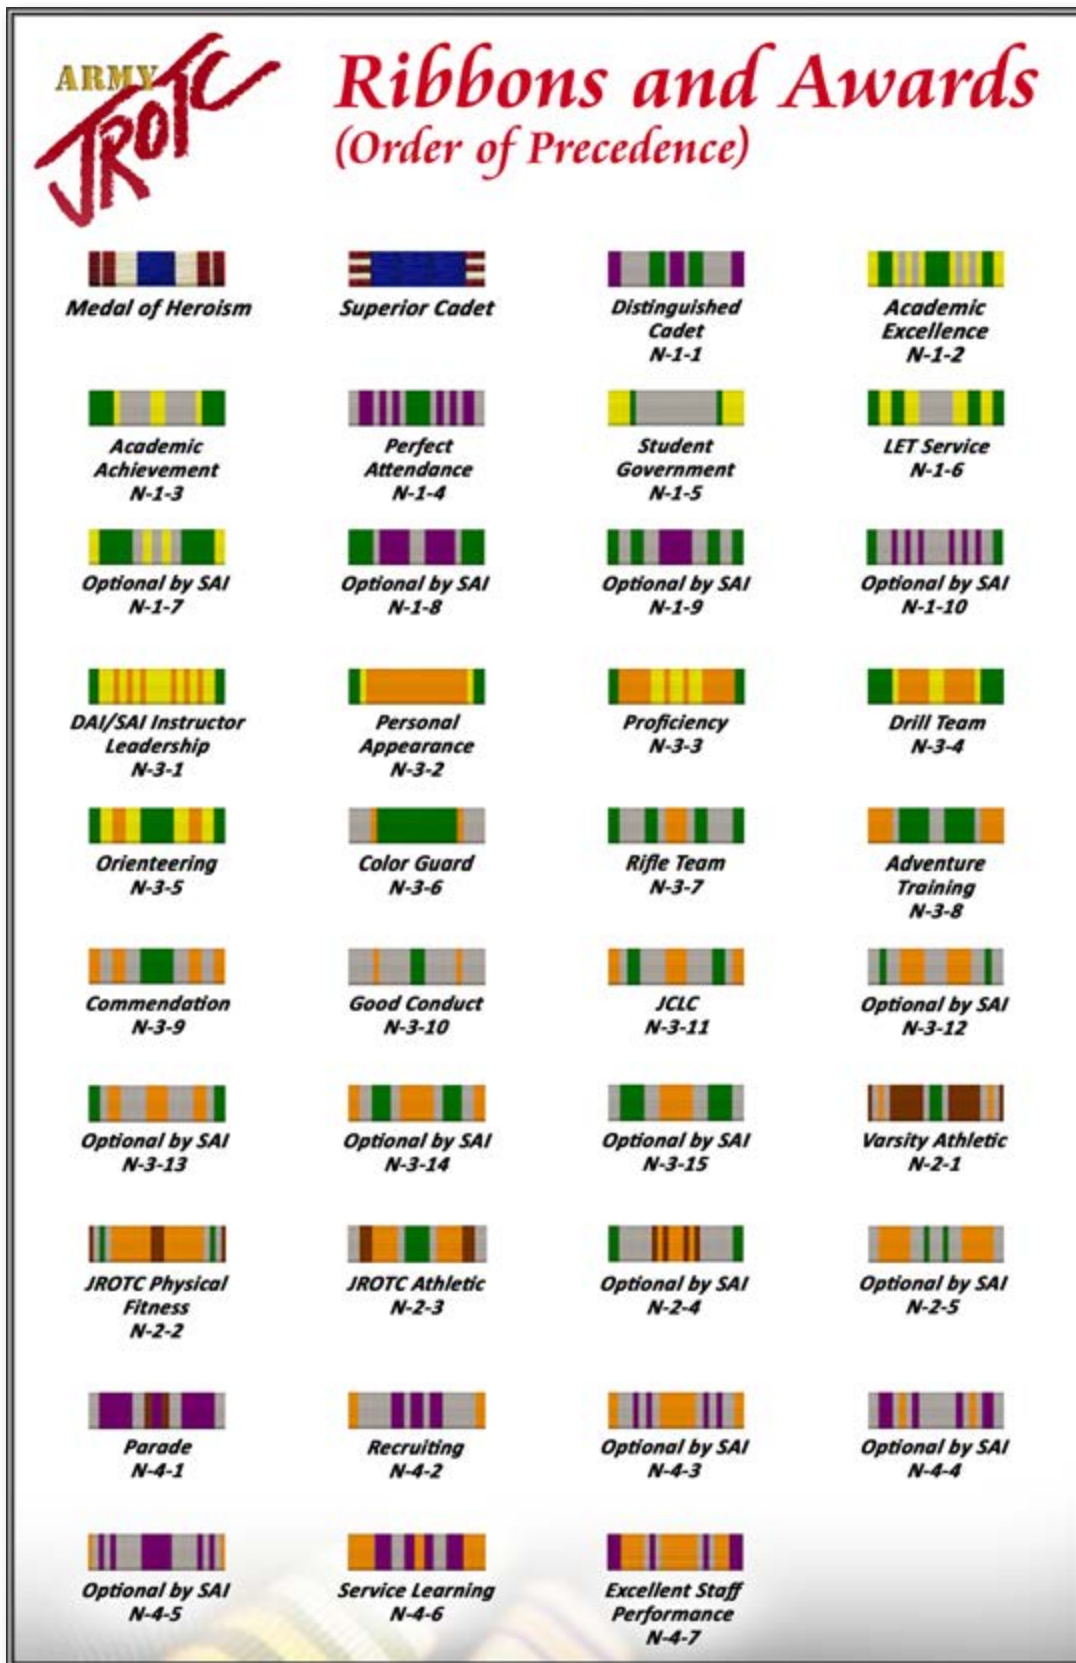 ARMY
JROTC
Ribbons and Awards
(Order of Precedence)
Medal of Heroism
Superior Cadet
Distinguished
Cadet
N-1-1
Academic
Excellence
N-1-2
Academic
Achievement
N-1-3
Perfect
Attendance
N-1-4
Student
Government
N-1-5
LET Service
N-1-6
Optional by SAI
N-1-7
Optional by SAI
N-1-8
Optional by SAI
N-1-9
Optional by SAI
N-1-10
DAI/SAI Instructor
Leadership
N-3-1
Personal
Appearance
N-3-2
Proficiency
N-3-3
Drill Team
N-3-4
Orienteering
N-3-5
Color Guard
N-3-6
Rifle Team
N-3-7
Adventure
Training
N-3-8
Commendation
N-3-9
Good Conduct
N-3-10
JCLC
N-3-11
Optional by SAI
N-3-12
Optional by SAI
N-3-13
Optional by SAI
N-3-14
Optional by SAI
N-3-15
Varsity Athletic
N-2-1
JROTC Physical
Fitness
N-2-2
JROTC Athletic
N-2-3
Optional by SAI
N-2-4
Optional by SAI
N-2-5
Parade
N-4-1
Recruiting
N-4-2
Optional by SAI
N-4-3
Optional by SAI
N-4-4
Optional by SAI
N-4-5
Service Learning
N-4-6
Excellent Staff
Performance
N-4-7